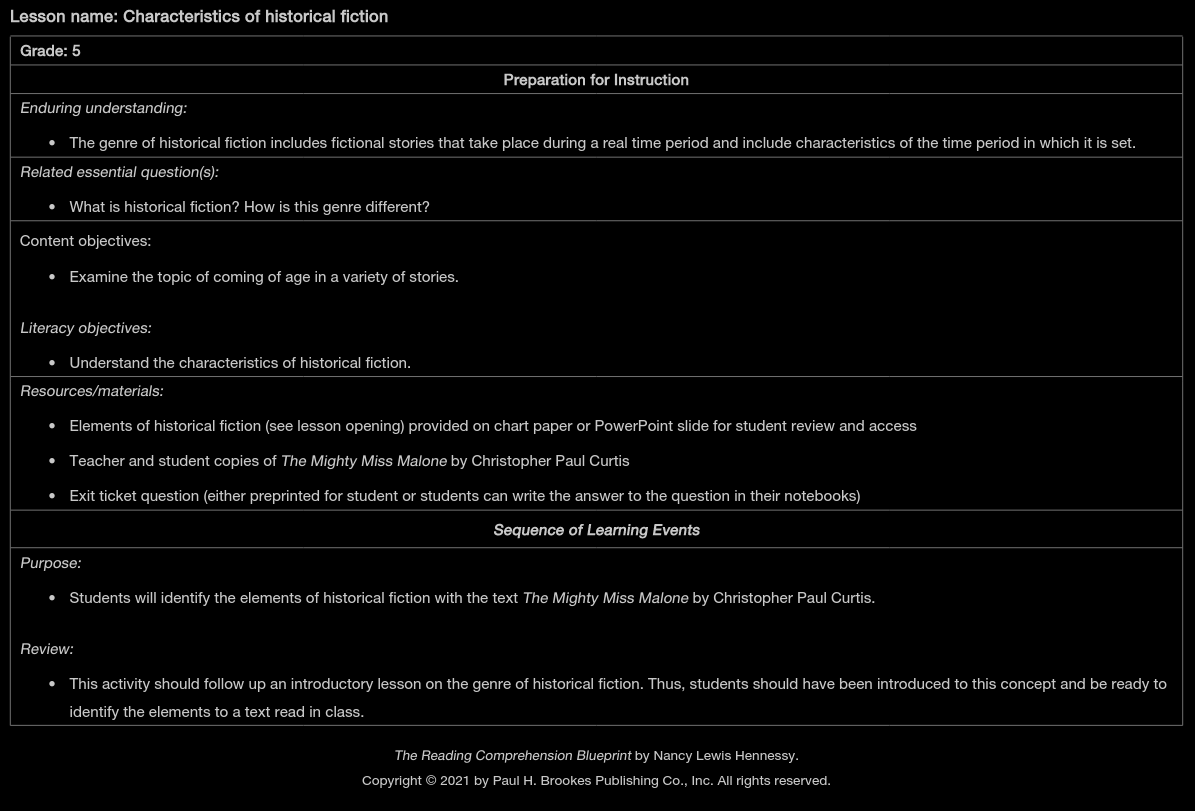 Lesson name: Characteristics of historical fiction
Grade: 5
Preparation for Instruction
Enduring understanding:
• The genre of historical fiction includes fictional stories that take place during a real time period and include characteristics of the time period in which it is set.
Related essential question(s):
• What is historical fiction? How is this genre different?
Content objectives:
• Examine the topic of coming of age in a variety of stories.
Literacy objectives:
• Understand the characteristics of historical fiction.
Resources/materials:
• Elements of historical fiction (see lesson opening) provided on chart paper or PowerPoint slide for student review and access
• Teacher and student copies of The Mighty Miss Malone by Christopher Paul Curtis
• Exit ticket question (either preprinted for student or students can write the answer to the question in their notebooks)
Sequence of Learning Events
Purpose:
• Students will identify the elements of historical fiction with the text The Mighty Miss Malone by Christopher Paul Curtis.
Review:
• This activity should follow up an introductory lesson on the genre of historical fiction. Thus, students should have been introduced to this concept and be ready to
identify the elements to a text read in class.
The Reading Comprehension Blueprint by Nancy Lewis Hennessy.
Copyright © 2021 by Paul H. Brookes Publishing Co., Inc. All rights reserved.